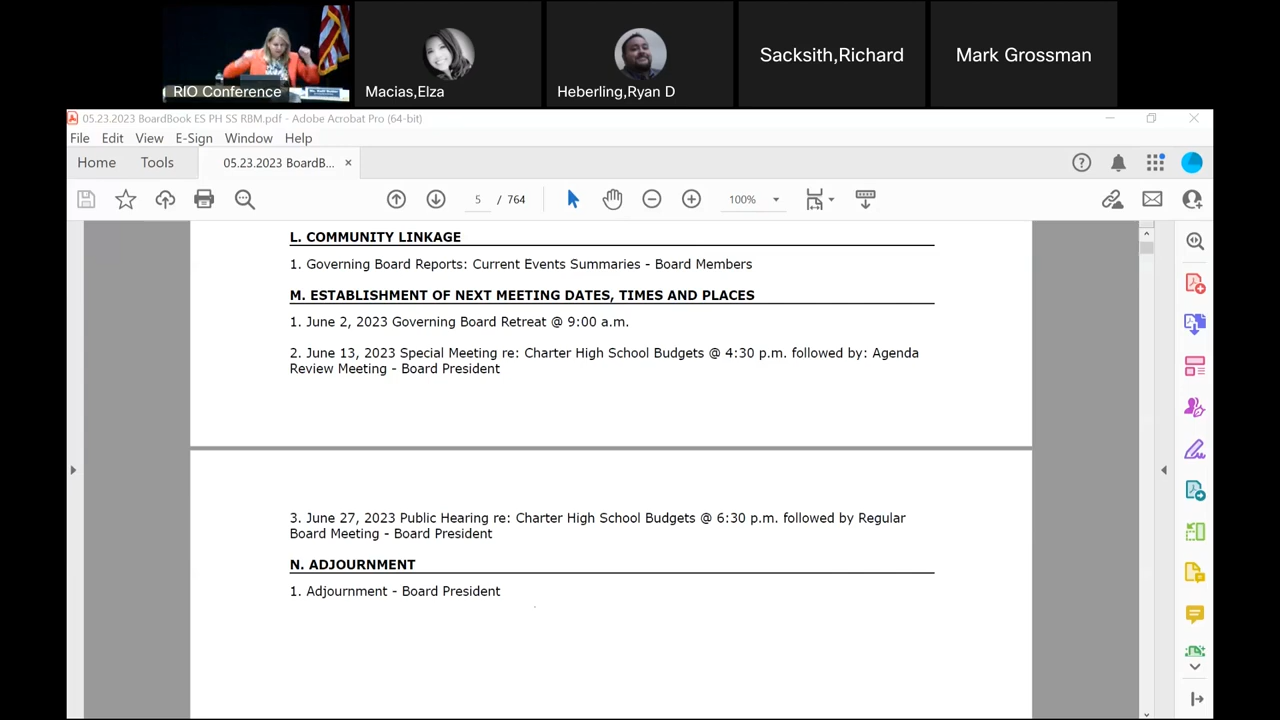 RIO Conference
Macias,Elza
Heberling,Ryan D
Sacksith,Richard
Mark Grossman
05.23.2023 BoardBook ES PH SS RBM.pdf - Adobe Acrobat Pro (64-bit)
File Edit View E-Sign Window Help
Home Tools 05.23.2023 BoardB...
5 / 764 100%
L. COMMUNITY LINKAGE
1. Governing Board Reports: Current Events Summaries - Board Members
M. ESTABLISHMENT OF NEXT MEETING DATES, TIMES AND PLACES
1. June 2, 2023 Governing Board Retreat @ 9:00 a.m.
2. June 13, 2023 Special Meeting re: Charter High School Budgets @ 4:30 p.m. followed by: Agenda
Review Meeting - Board President
3. June 27, 2023 Public Hearing re: Charter High School Budgets @ 6:30 p.m. followed by Regular
Board Meeting - Board President
N. ADJOURNMENT
1. Adjournment - Board President